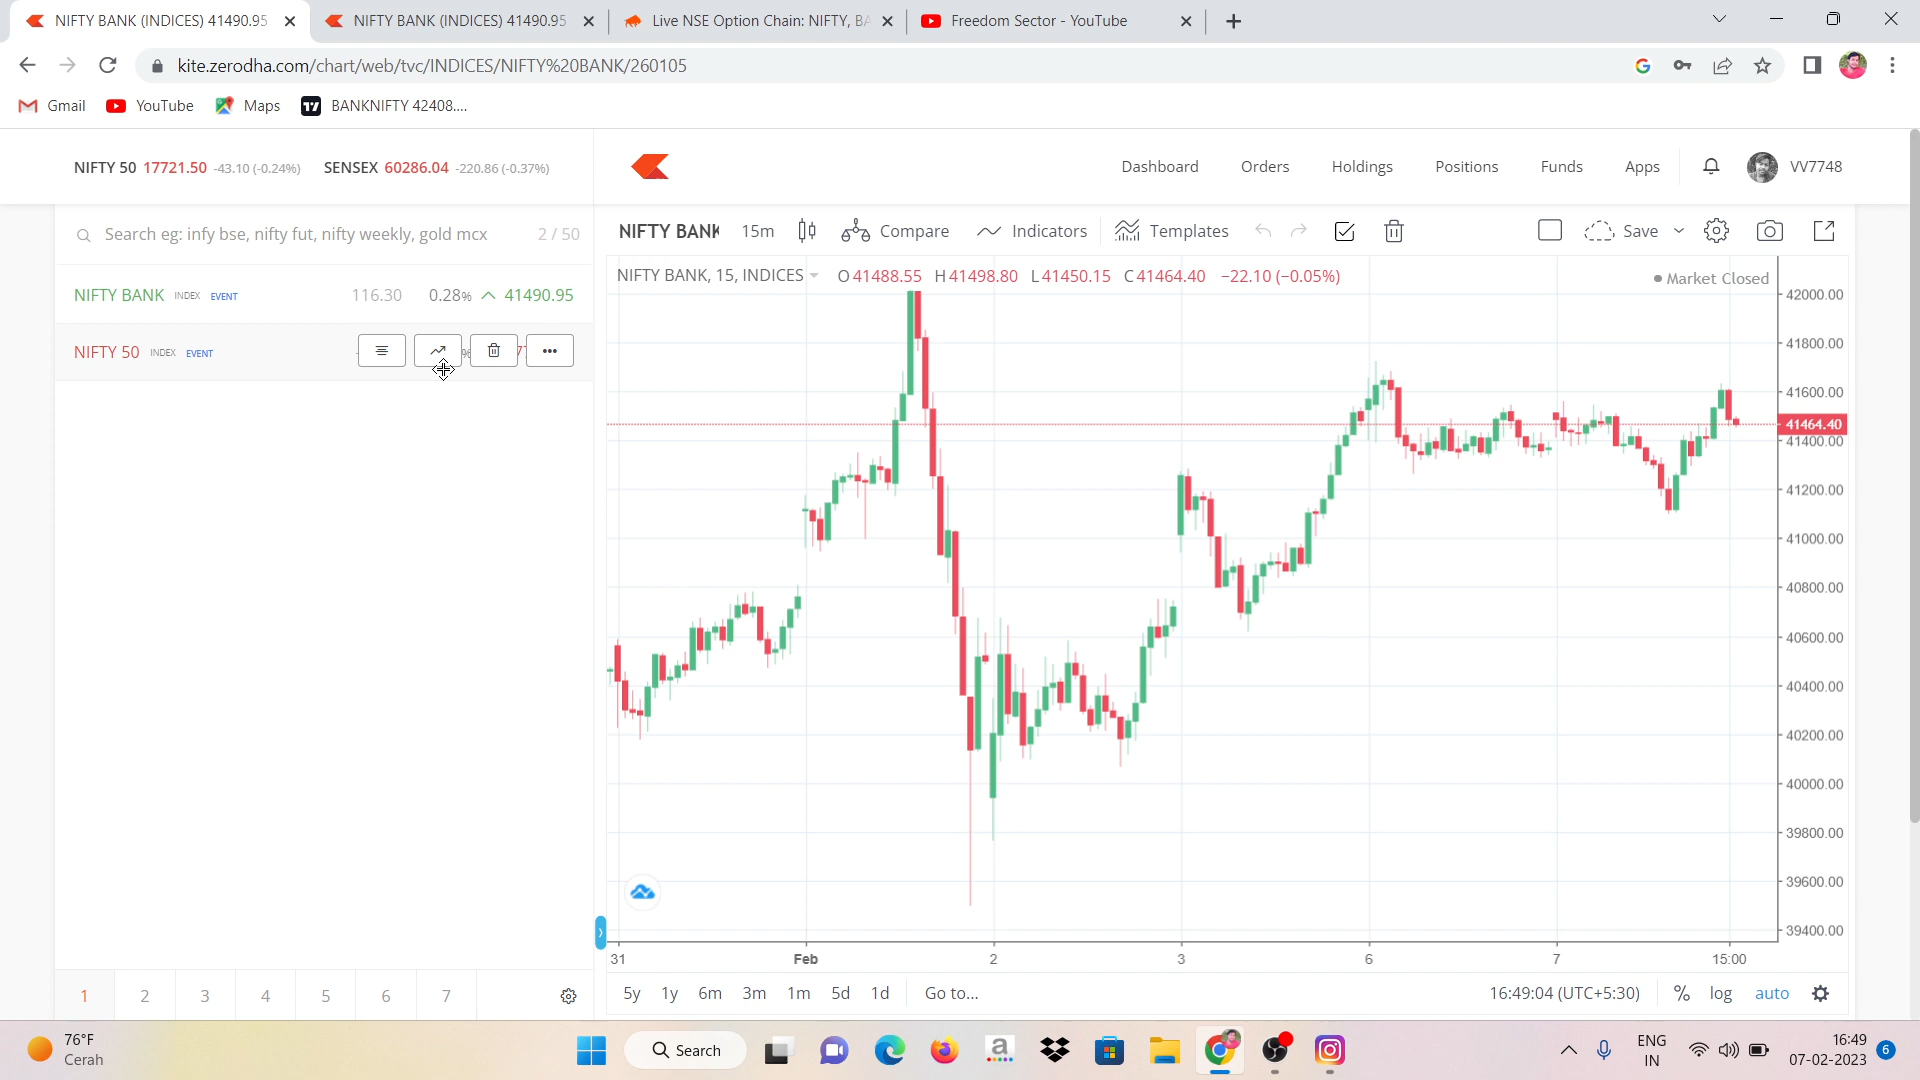 NIFTY BANK (INDICES) 41490.95
NIFTY BANK (INDICES) 41490.95
Live NSE Option Chain: NIFTY, BA
Freedom Sector - YouTube
kite.zerodha.com/chart/web/tvc/INDICES/NIFTY%20BANK/260105
Gmail YouTube Maps BANKNIFTY 42408....
NIFTY 50 17721.50 -43.10 (-0.24%) SENSEX 60286.04 -220.86 (-0.37%)
Dashboard Orders Holdings Positions Funds Apps VV7748
Search eg: infy bse, nifty fut, nifty weekly, gold mcx 2 / 50
NIFTY BANK 15m Compare Indicators Templates Save
NIFTY BANK, 15, INDICES O 41488.55 H 41498.80 L 41450.15 C 41464.40 −22.10 (−0.05%)
Market Closed
NIFTY BANK INDEX EVENT 116.30 0.28% 41490.95
NIFTY 50 INDEX EVENT
42000.00
41800.00
41600.00
41464.40
41400.00
41200.00
41000.00
40800.00
40600.00
40400.00
40200.00
40000.00
39800.00
39600.00
39400.00
31 Feb 2 3 6 7 15:00
1 2 3 4 5 6 7
5y 1y 6m 3m 1m 5d 1d Go to... 16:49:04 (UTC+5:30) % log auto
76°F
Cerah
Search
ENG
IN
16:49
07-02-2023
6